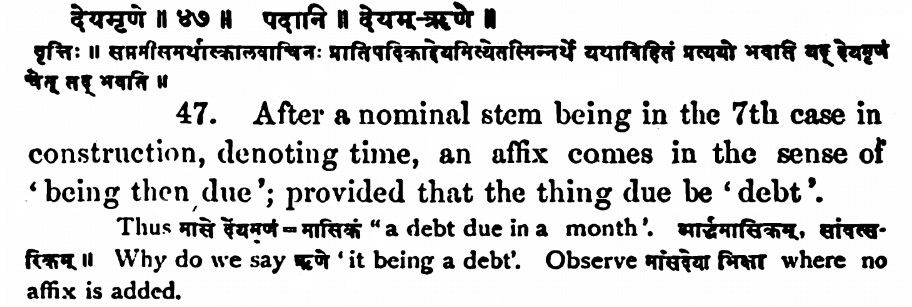 देयमृणे ॥ ४७ ॥ पदानि ॥ देयम्-ऋणे ॥
वृत्तिः ॥ सप्तमीसमर्थात्कालवाचिनः प्रातिपदिकाद्देयमित्येतस्मिन्नर्थे यथाविहितं प्रत्ययो भवति यद् देयमृणं
चेत् तद् भवति ॥
47. After a nominal stem being in the 7th case in
construction, denoting time, an affix comes in the sense of
‘being then due’; provided that the thing due be ‘debt’.
Thus मासे देयमृणं = मासिकं “a debt due in a month’. आर्द्धमासिकम्, सांवत्स-
रिकम् ॥ Why do we say ऋणे ‘it being a debt’. Observe मासेदेया भिक्षा where no
affix is added.